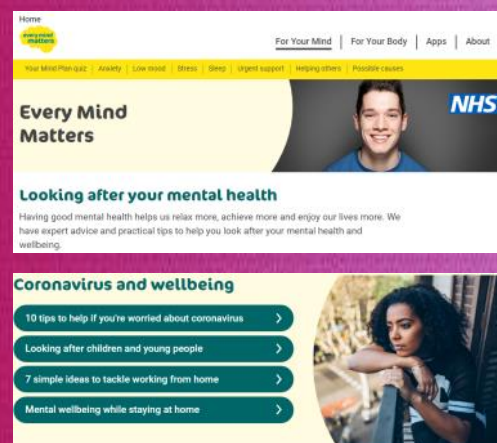 Home
every mind
matters
For Your Mind | For Your Body | Apps | About
Your Mind Plan quiz | Anxiety | Low mood | Stress | Sleep | Urgent support | Helping others | Possible causes
Every Mind
Matters
NHS
Looking after your mental health
Having good mental health helps us relax more, achieve more and enjoy our lives more. We
have expert advice and practical tips to help you look after your mental health and
wellbeing.
Coronavirus and wellbeing
10 tips to help if you're worried about coronavirus
Looking after children and young people
7 simple ideas to tackle working from home
Mental wellbeing while staying at home